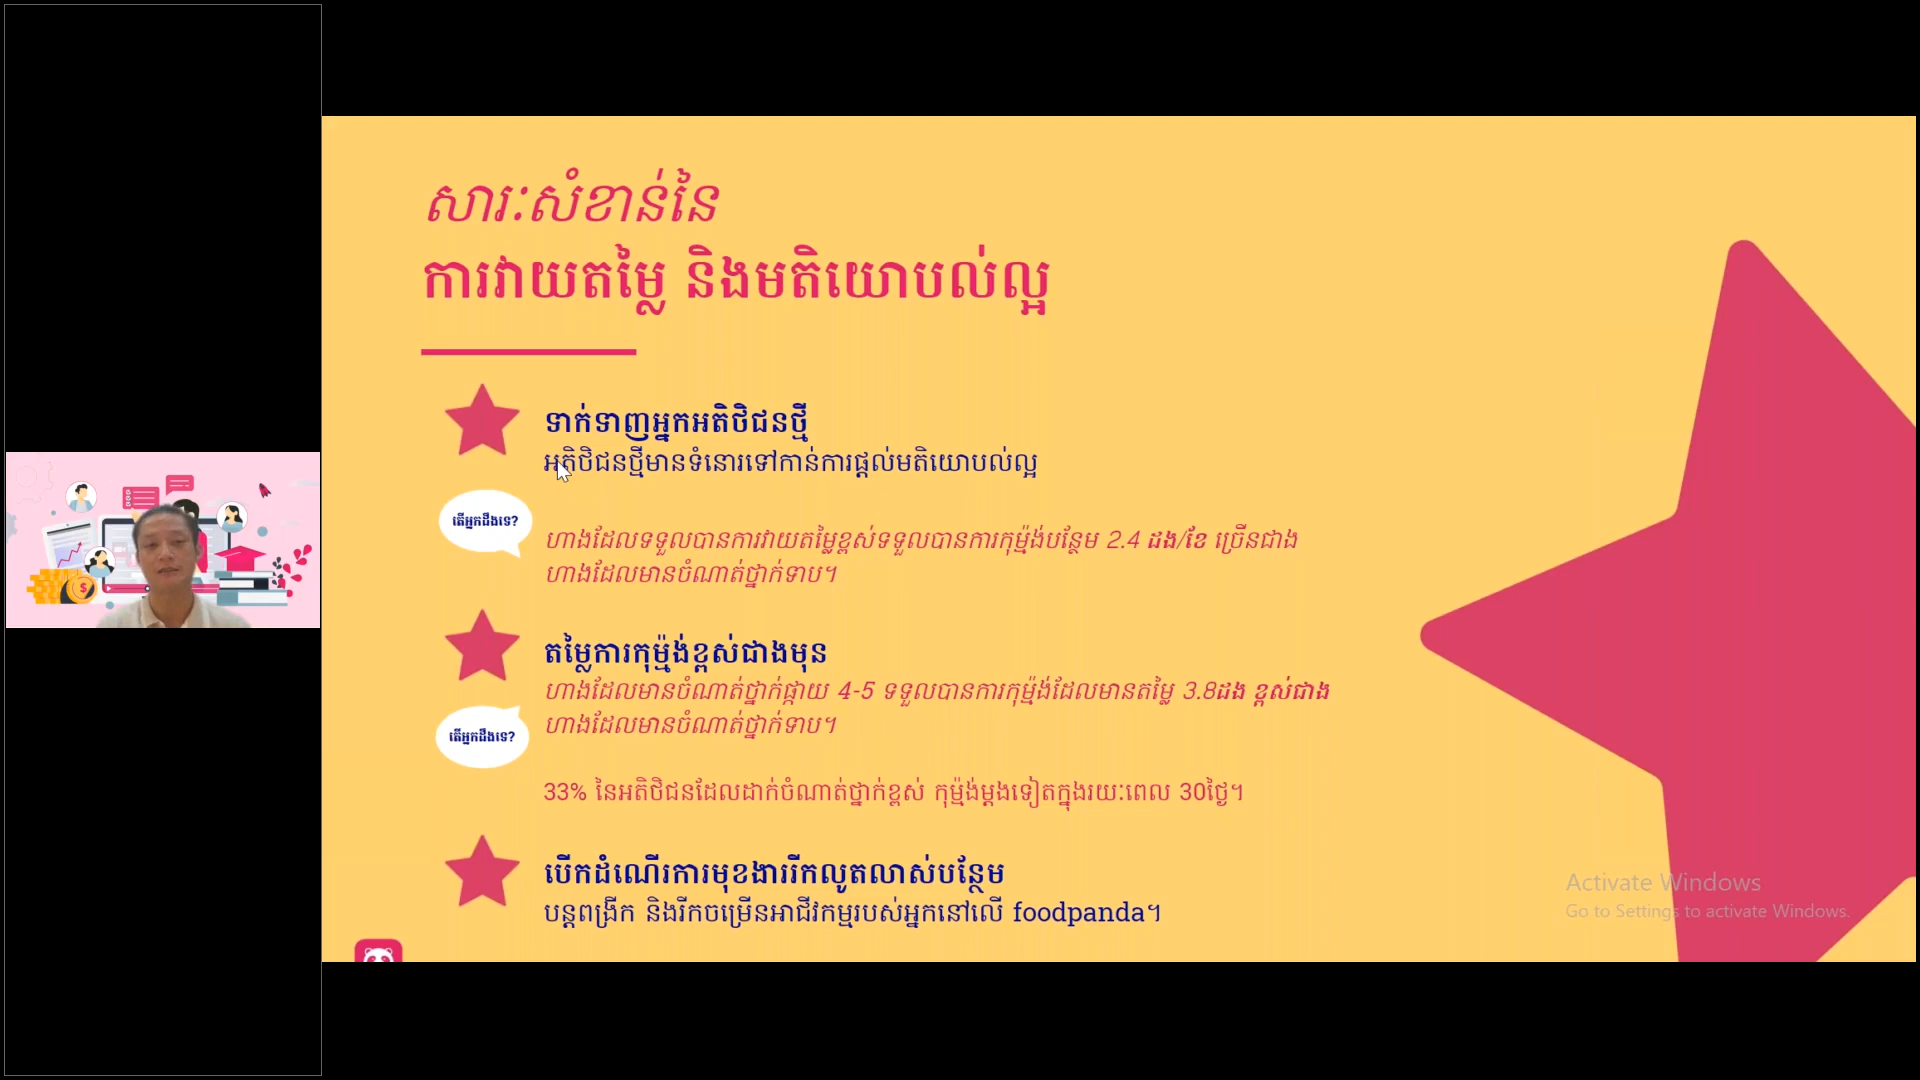 សារៈសំខាន់នៃ
ការវាយតម្លៃ និងមតិយោបល់ល្អ
ទាក់ទាញអ្នកអតិថិជនថ្មី
អតិថិជនថ្មីមានទំនោរទៅកាន់ការផ្តល់មតិយោបល់ល្អ
តើអ្នកដឹងទេ?
ហាងដែលទទួលបានការវាយតម្លៃខ្ពស់ទទួលបានការកុម្ម៉ង់បន្ថែម 2.4 ដង/ខែ ច្រើនជាង
ហាងដែលមានចំណាត់ថ្នាក់ទាប។
តម្លៃការកុម្ម៉ង់ខ្ពស់ជាងមុន
ហាងដែលមានចំណាត់ថ្នាក់ផ្កាយ 4-5 ទទួលបានការកុម្ម៉ង់ដែលមានតម្លៃ 3.8ដង ខ្ពស់ជាង
ហាងដែលមានចំណាត់ថ្នាក់ទាប។
តើអ្នកដឹងទេ?
33% នៃអតិថិជនដែលដាក់ចំណាត់ថ្នាក់ខ្ពស់ កុម្ម៉ង់ម្តងទៀតក្នុងរយៈពេល 30ថ្ងៃ។
បើកដំណើរការមុខងាររីកលូតលាស់បន្ថែម
បន្តពង្រីក និងរីកចម្រើនអាជីវកម្មរបស់អ្នកនៅលើ foodpanda។
Activate Windows
Go to Settings to activate Windows.